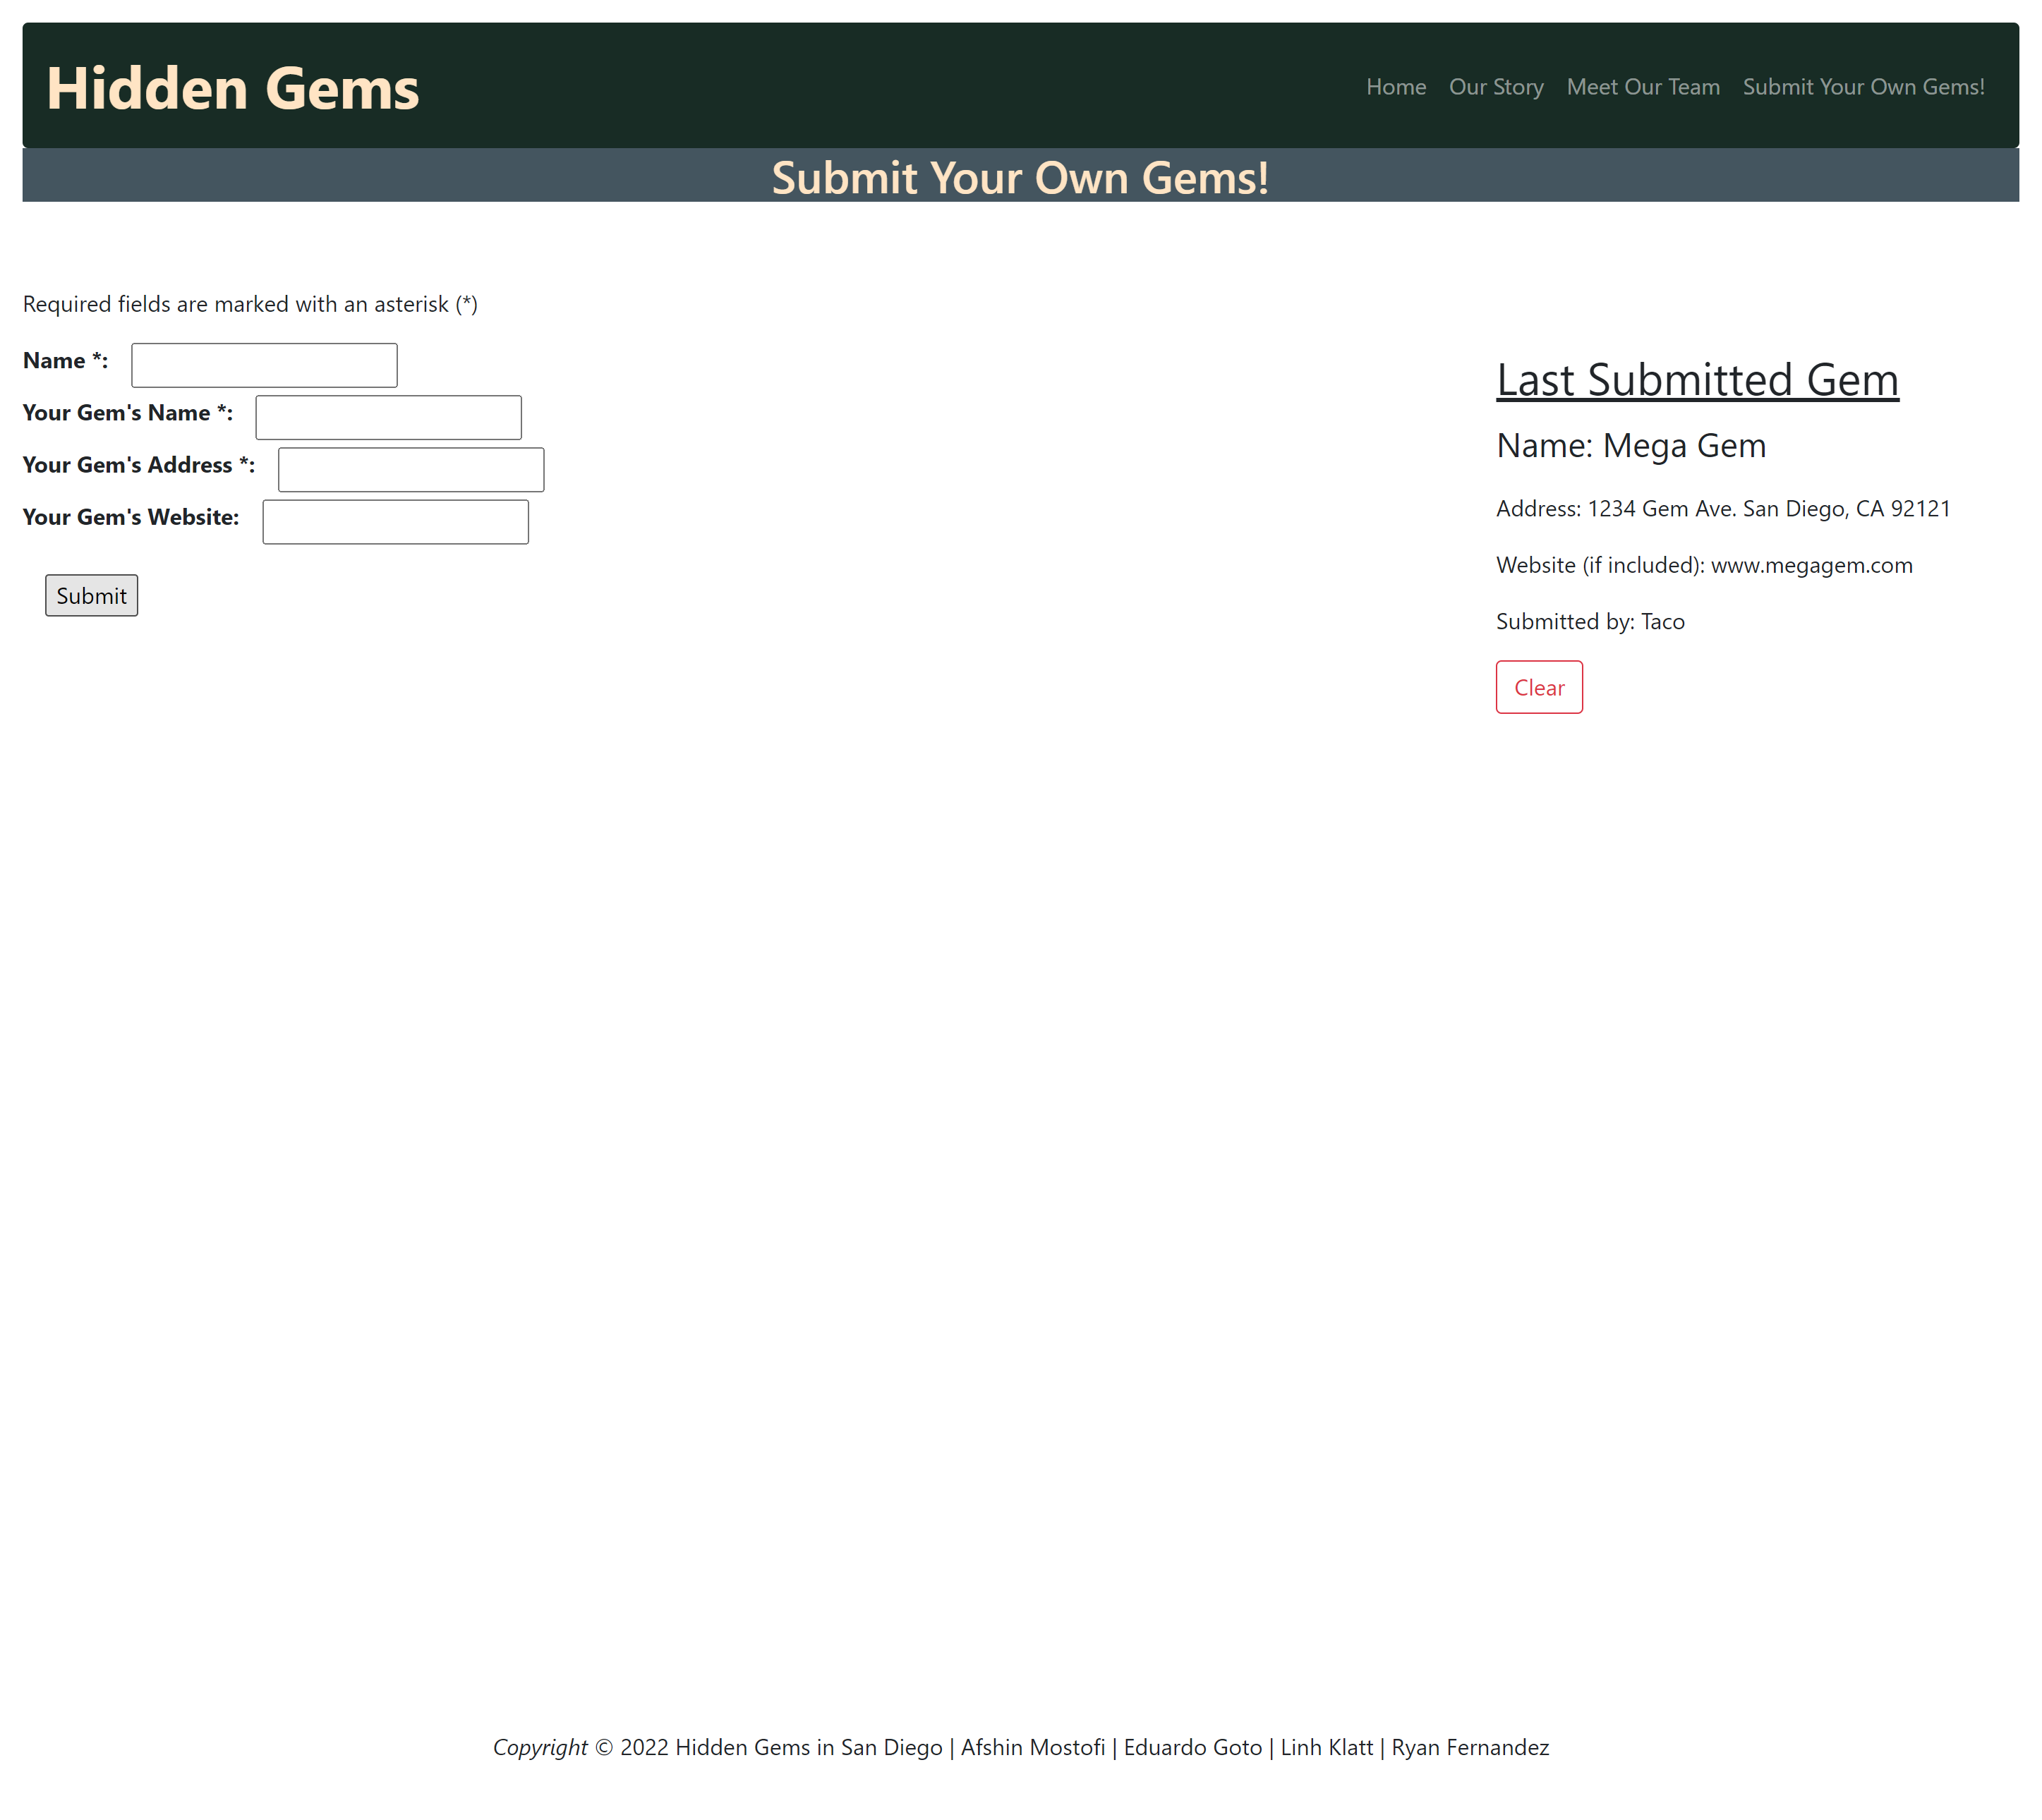 Hidden Gems
Home Our Story Meet Our Team Submit Your Own Gems!
Submit Your Own Gems!
Required fields are marked with an asterisk (*)
Name *:
Your Gem's Name *:
Your Gem's Address *:
Your Gem's Website:
Submit
Last Submitted Gem
Name: Mega Gem
Address: 1234 Gem Ave. San Diego, CA 92121
Website (if included): www.megagem.com
Submitted by: Taco
Clear
Copyright © 2022 Hidden Gems in San Diego | Afshin Mostofi | Eduardo Goto | Linh Klatt | Ryan Fernandez